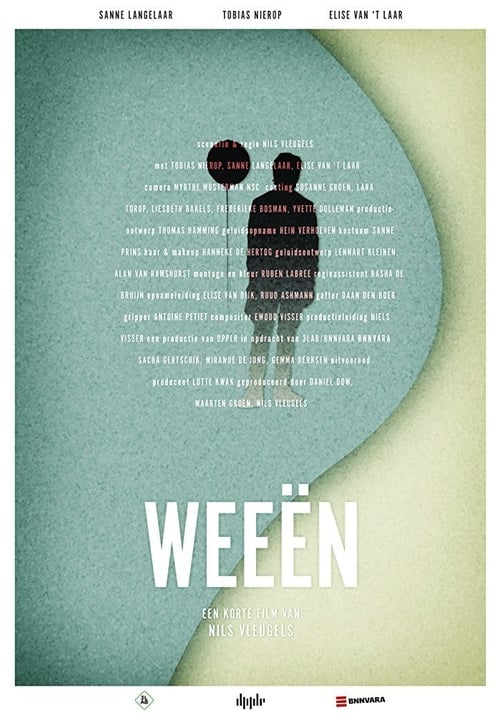 SANNE LANGELAAR TOBIAS NIEROP ELISE VAN 'T LAAR
scenario & regie NILS VLEUGELS
met TOBIAS NIEROP, SANNE LANGELAAR, ELISE VAN 'T LAAR
camera MYRTHE MOSTERMAN NSC casting SUSANNE GROEN, LARA
TOROP, LIESBETH BAKELS, FREDERIEKE BOSMAN, YVETTE DOLLEMAN productie-
ontwerp THOMAS HAMMING geluidsopname HEIN VERHOEVEN kostuum SANNE
PRINS haar & makeup HANNEKE DE HERTOG geluidsontwerp LENNART KLEINEN,
ALAN VAN RAMSHORST montage en kleur RUBEN LABREE regieassistent BASHA DE
BRUIJN opnameleiding ELISE VAN DIJK, RUUD ASHMANN gaffer DAAN DEN BOER
gripper ANTOINE PETIET compositor EWOUD VISSER productieleiding NIELS
VISSER een productie van OPPER in opdracht van 3LAB/BNNVARA BNNVARA
SACHA GERTSCHIK, MIRANDE DE JONG, GEMMA DERKSEN uitvoerend
producent LOTTE KWAK geproduceerd door DANIEL DOW,
MAARTEN GROEN, NILS VLEUGELS
WEEËN
EEN KORTE FILM VAN
NILS VLEUGELS
BNNVARA